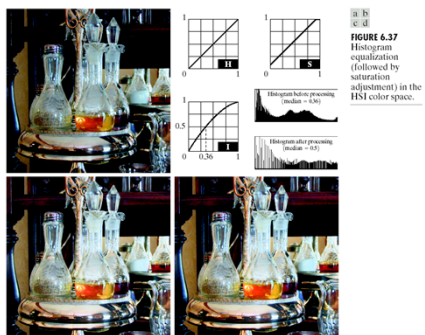 a b
c d
FIGURE 6.37
Histogram
equalization
(followed by
saturation
adjustment) in the
HSI color space.
1
H
0
1
1
S
0
1
1
0.5
I
0
0.36
1
Histogram before processing
(median = 0.36)
Histogram after processing
(median = 0.5)